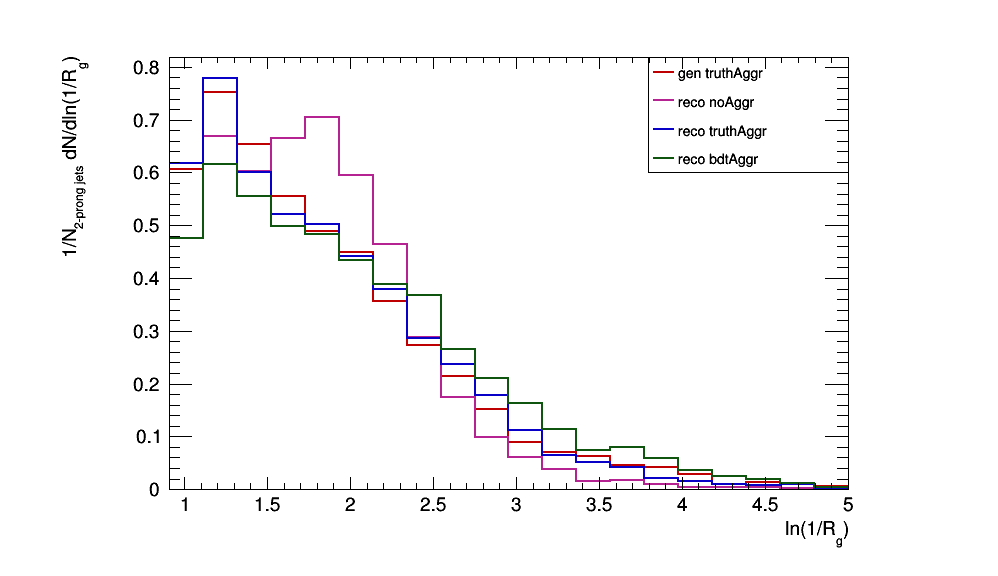 1/N2-prong jets dN/dln(1/Rg)
0.8
0.7
0.6
0.5
0.4
0.3
0.2
0.1
0
gen truthAggr
reco noAggr
reco truthAggr
reco bdtAggr
1 1.5 2 2.5 3 3.5 4 4.5 5
ln(1/Rg)